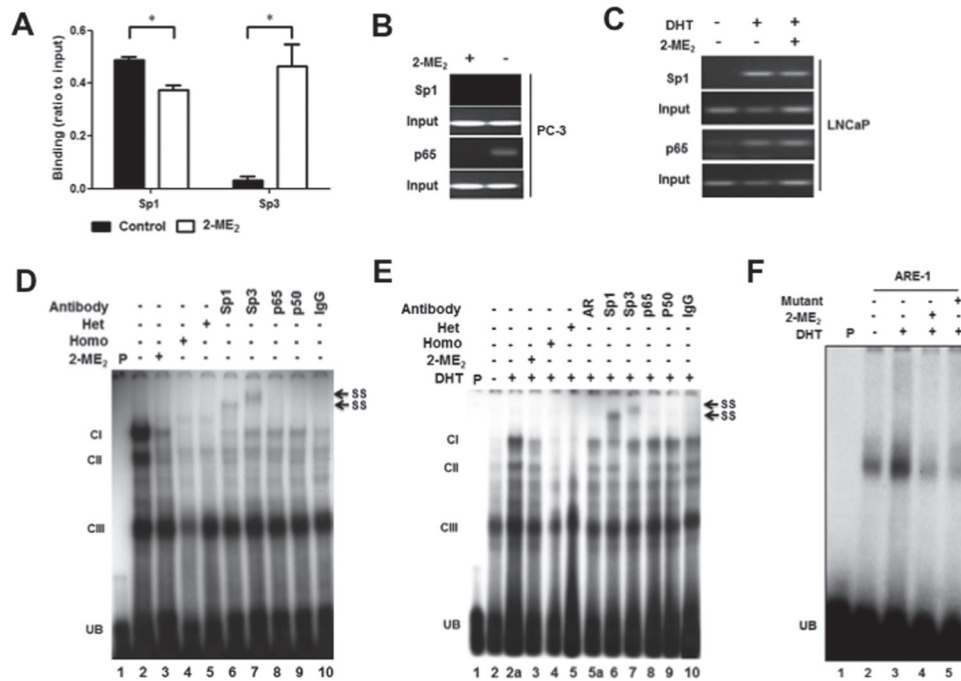 A
*
*
Binding (ratio to input)
0.6
0.4
0.2
0.0
Sp1
Sp3
Control
2-ME₂
B
2-ME₂ + -
Sp1
Input
p65
Input
PC-3
C
DHT - + +
2-ME₂ - - +
Sp1
Input
p65
Input
LNCaP
D
Antibody - - - - Sp1 Sp3 p65 p50 IgG
Het - - - + - - - - -
Homo - - + - - - - - -
2-ME₂ P - + - - - - - - -
SS
SS
CI
CII
CIII
UB
1 2 3 4 5 6 7 8 9 10
E
Antibody - - - - - AR Sp1 Sp3 p65 P50 IgG
Het - - - - + - - - - - -
Homo - - - + - - - - - - -
2-ME₂ - - + - - - - - - - -
DHT P - + + + + + + + + + +
SS
SS
CI
CII
CIII
UB
1 2 2a 3 4 5 5a 6 7 8 9 10
F
ARE-1
Mutant - - - +
2-ME₂ - - + -
DHT P - + + +
UB
1 2 3 4 5